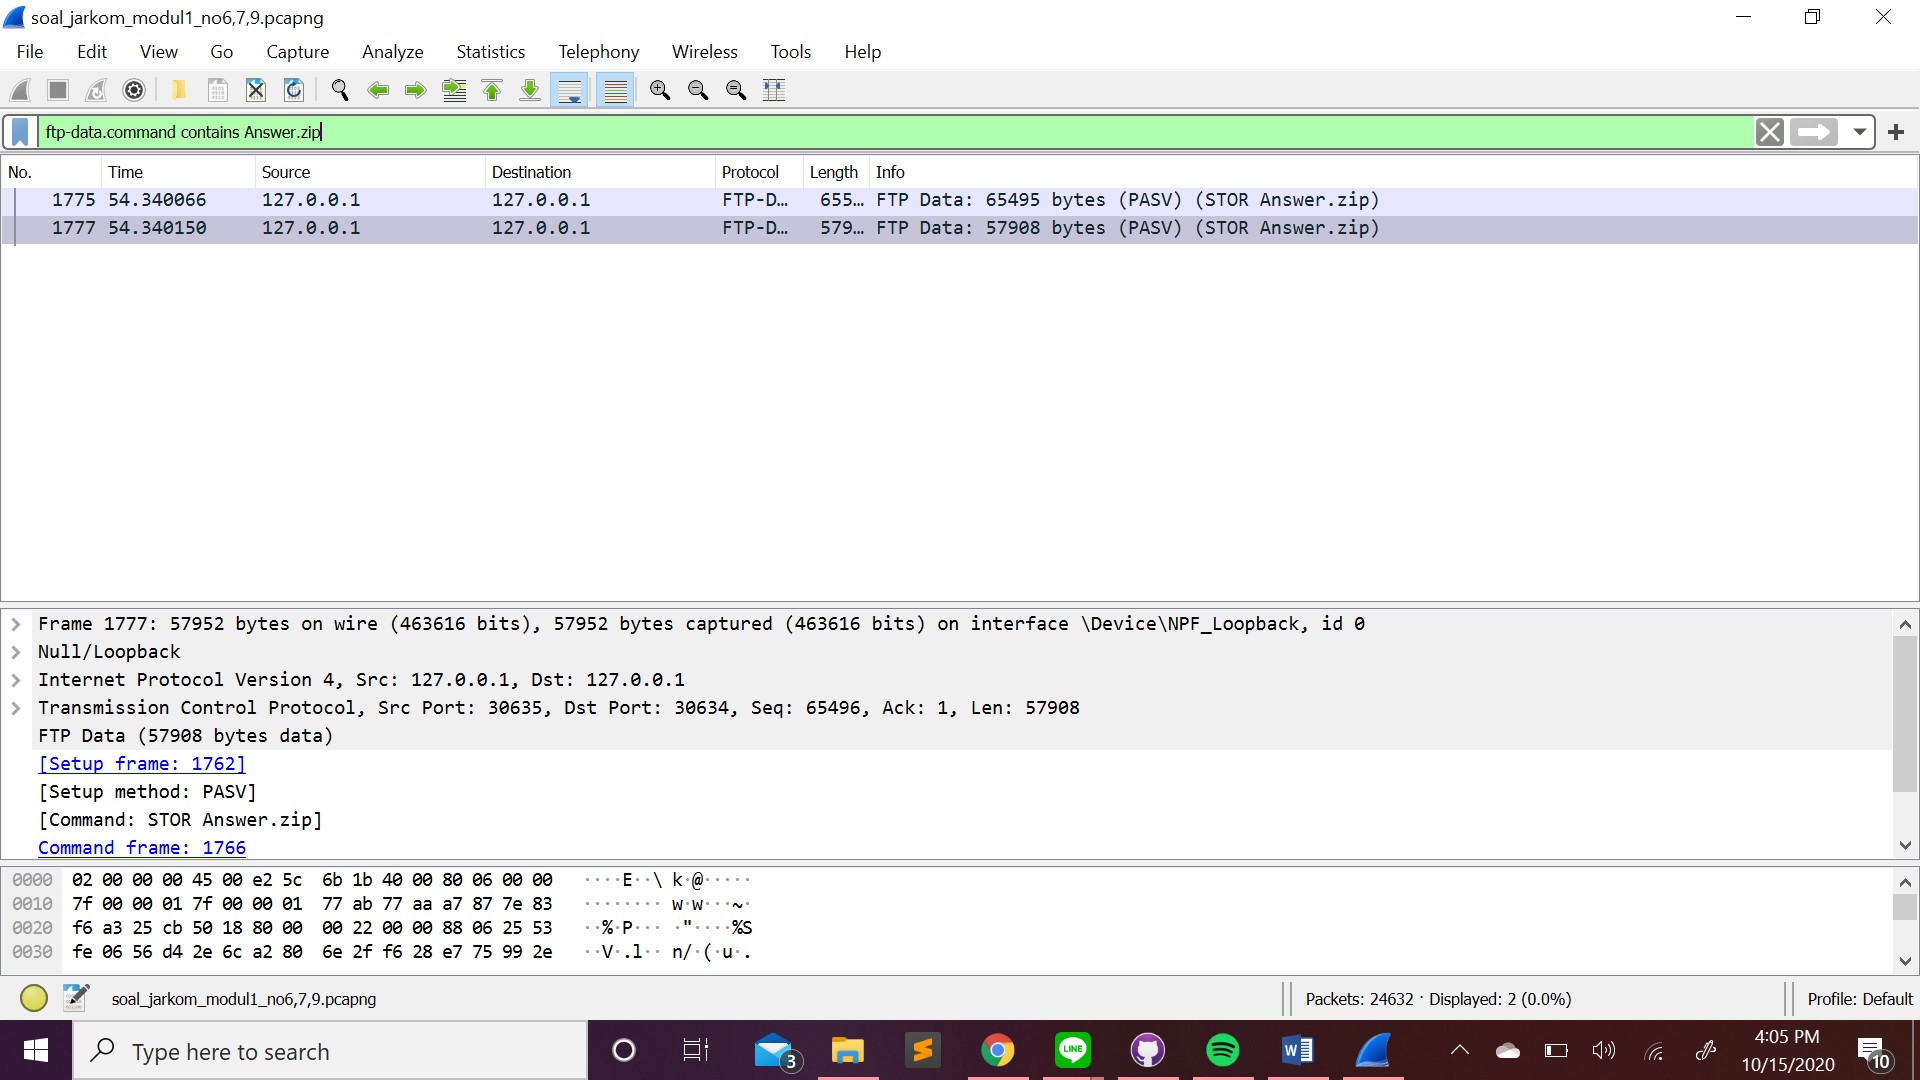 soal_jarkom_modul1_no6,7,9.pcapng
File Edit View Go Capture Analyze Statistics Telephony Wireless Tools Help
ftp-data.command contains Answer.zip
No. Time Source Destination Protocol Length Info
1775 54.340066 127.0.0.1 127.0.0.1 FTP-D… 655… FTP Data: 65495 bytes (PASV) (STOR Answer.zip)
1777 54.340150 127.0.0.1 127.0.0.1 FTP-D… 579… FTP Data: 57908 bytes (PASV) (STOR Answer.zip)
Frame 1777: 57952 bytes on wire (463616 bits), 57952 bytes captured (463616 bits) on interface \Device\NPF_Loopback, id 0
Null/Loopback
Internet Protocol Version 4, Src: 127.0.0.1, Dst: 127.0.0.1
Transmission Control Protocol, Src Port: 30635, Dst Port: 30634, Seq: 65496, Ack: 1, Len: 57908
FTP Data (57908 bytes data)
[Setup frame: 1762]
[Setup method: PASV]
[Command: STOR Answer.zip]
Command frame: 1766
0000 02 00 00 00 45 00 e2 5c 6b 1b 40 00 80 06 00 00 ····E··\ k·@·····
0010 7f 00 00 01 7f 00 00 01 77 ab 77 aa a7 87 7e 83 ········ w·w···~·
0020 f6 a3 25 cb 50 18 80 00 00 22 00 00 88 06 25 53 ··%·P··· ·"····%S
0030 fe 06 56 d4 2e 6c a2 80 6e 2f f6 28 e7 75 99 2e ··V·.l·· n/·(·u·.
soal_jarkom_modul1_no6,7,9.pcapng
Packets: 24632 · Displayed: 2 (0.0%)
Profile: Default
Type here to search
3
LINE
W
4:05 PM
10/15/2020
10